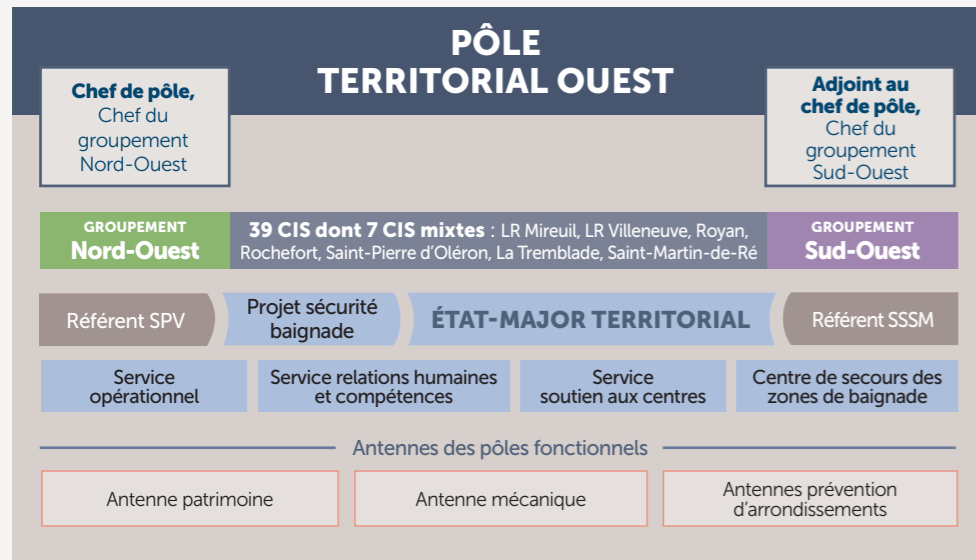 PÔLE
TERRITORIAL OUEST
Chef de pôle,
Chef du
groupement
Nord-Ouest
Adjoint au
chef de pôle,
Chef du
groupement
Sud-Ouest
GROUPEMENT
Nord-Ouest
39 CIS dont 7 CIS mixtes : LR Mireuil, LR Villeneuve, Royan,
Rochefort, Saint-Pierre d'Oléron, La Tremblade, Saint-Martin-de-Ré
GROUPEMENT
Sud-Ouest
Référent SPV
Projet sécurité
baignade
ÉTAT-MAJOR TERRITORIAL
Référent SSSM
Service
opérationnel
Service relations humaines
et compétences
Service
soutien aux centres
Centre de secours des
zones de baignade
Antennes des pôles fonctionnels
Antenne patrimoine
Antenne mécanique
Antennes prévention
d'arrondissements